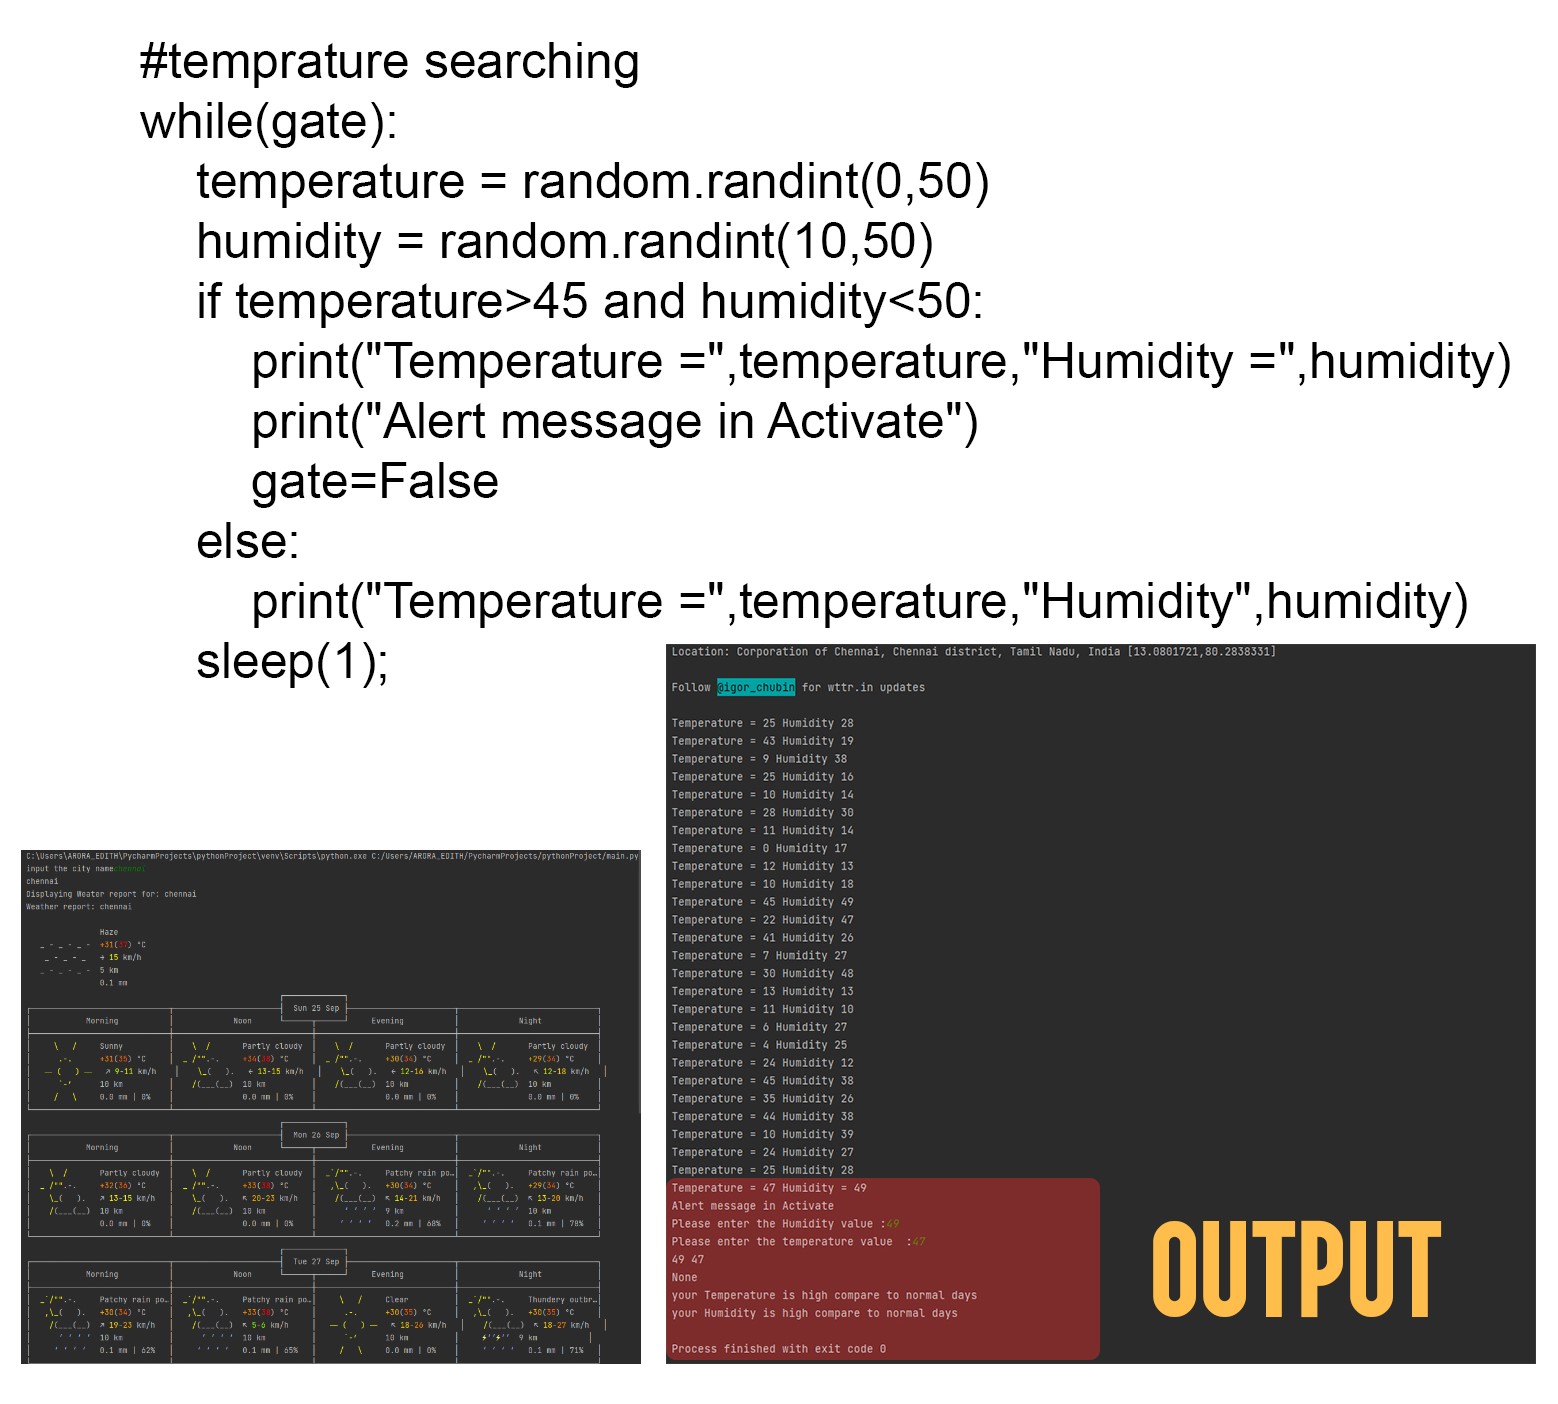 #temprature searching
while(gate):
temperature = random.randint(0,50)
humidity = random.randint(10,50)
if temperature>45 and humidity<50:
print("Temperature =",temperature,"Humidity =",humidity)
print("Alert message in Activate")
gate=False
else:
print("Temperature =",temperature,"Humidity",humidity)
sleep(1);
Location: Corporation of Chennai, Chennai district, Tamil Nadu, India [13.0801721,80.2838331]
Follow @igor_chubin for wttr.in updates
Temperature = 25 Humidity 28
Temperature = 43 Humidity 19
Temperature = 9 Humidity 38
Temperature = 25 Humidity 16
Temperature = 10 Humidity 14
Temperature = 28 Humidity 30
Temperature = 11 Humidity 14
Temperature = 0 Humidity 17
Temperature = 12 Humidity 13
Temperature = 10 Humidity 18
Temperature = 45 Humidity 49
Temperature = 22 Humidity 47
Temperature = 41 Humidity 26
Temperature = 7 Humidity 27
Temperature = 30 Humidity 48
Temperature = 13 Humidity 13
Temperature = 11 Humidity 10
Temperature = 6 Humidity 27
Temperature = 4 Humidity 25
Temperature = 24 Humidity 12
Temperature = 45 Humidity 38
Temperature = 35 Humidity 26
Temperature = 44 Humidity 38
Temperature = 10 Humidity 39
Temperature = 24 Humidity 27
Temperature = 25 Humidity 28
Temperature = 47 Humidity = 49
Alert message in Activate
Please enter the Humidity value :49
Please enter the temperature value  :47
49 47
None
your Temperature is high compare to normal days
your Humidity is high compare to normal days
Process finished with exit code 0
OUTPUT
C:\Users\ARORA_EDITH\PycharmProjects\pythonProject\venv\Scripts\python.exe C:/Users/ARORA_EDITH/PycharmProjects/pythonProject/main.py
input the city namechennai
chennai
Displaying Weater report for: chennai
Weather report: chennai
Haze
+31(37) °C
15 km/h
5 km
0.1 mm
Sun 25 Sep
Morning Noon Evening Night
Sunny Partly cloudy Partly cloudy Partly cloudy
+31(35) °C +34(38) °C +30(34) °C +29(34) °C
↗ 9-11 km/h ← 13-15 km/h ← 12-16 km/h ↖ 12-18 km/h
10 km 10 km 10 km 10 km
0.0 mm | 0% 0.0 mm | 0% 0.0 mm | 0% 0.0 mm | 0%
Mon 26 Sep
Morning Noon Evening Night
Partly cloudy Partly cloudy Patchy rain po… Patchy rain po…
+32(36) °C +33(38) °C +30(34) °C +29(34) °C
↗ 13-15 km/h ↖ 20-23 km/h ↖ 14-21 km/h ↖ 13-20 km/h
10 km 10 km 9 km 10 km
0.0 mm | 0% 0.0 mm | 0% 0.2 mm | 68% 0.1 mm | 78%
Tue 27 Sep
Morning Noon Evening Night
Patchy rain po… Patchy rain po… Clear Thundery outbr…
+30(34) °C +33(38) °C +30(35) °C +30(35) °C
↗ 19-23 km/h ↖ 5-6 km/h ↖ 18-26 km/h ↗ 18-27 km/h
10 km 10 km 10 km 9 km
0.1 mm | 62% 0.1 mm | 65% 0.0 mm | 0% 0.1 mm | 71%